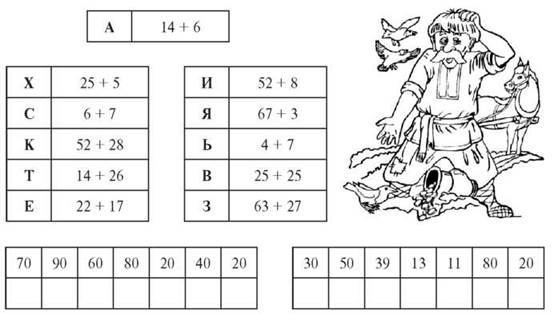 А 14 + 6
Х 25 + 5 И 52 + 8
С 6 + 7 Я 67 + 3
К 52 + 28 Ь 4 + 7
Т 14 + 26 В 25 + 25
Е 22 + 17 З 63 + 27
70 90 60 80 20 40 20 30 50 39 13 11 80 20